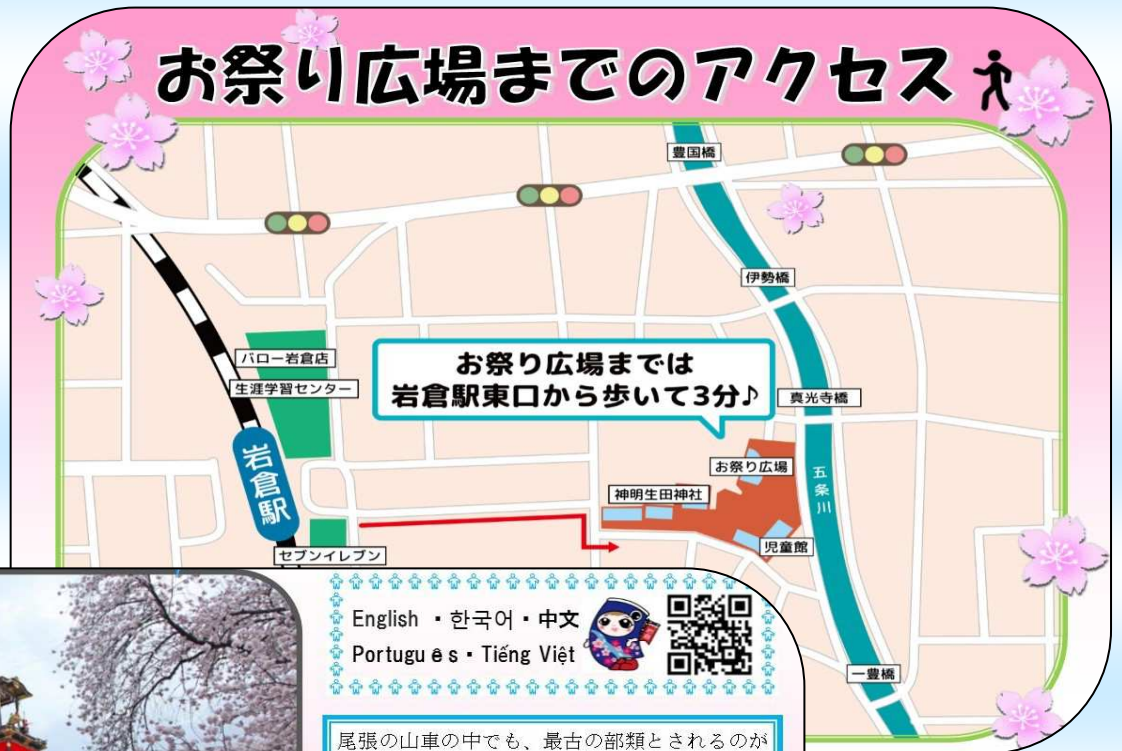 お祭り広場までのアクセス
豊国橋
伊勢橋
バロー岩倉店
生涯学習センター
お祭り広場までは
岩倉駅東口から歩いて3分♪
真光寺橋
岩倉駅
お祭り広場
五条川
神明生田神社
児童館
セブンイレブン
一豊橋
English ・한국어・中文
Português・Tiếng Việt
尾張の山車の中でも、最古の部類とされるのが